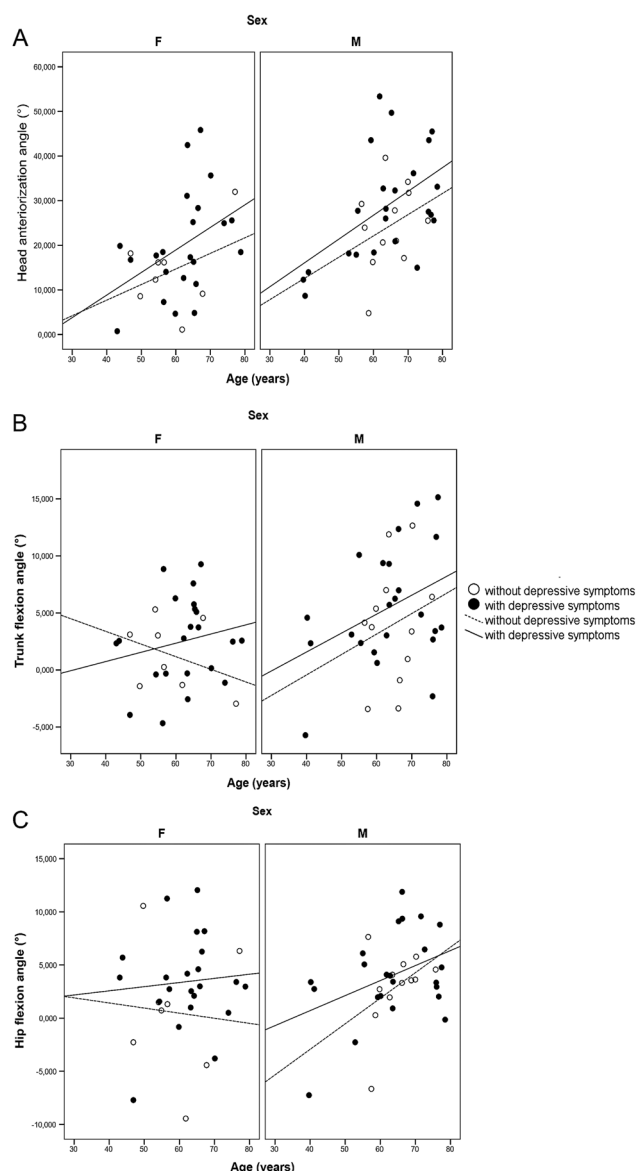 A
Sex
F
M
Head anteriorization angle (°)
60,000
50,000
40,000
30,000
20,000
10,000
0,000
30 40 50 60 70 80 30 40 50 60 70 80
Age (years)
B
Sex
F
M
Trunk flexion angle (°)
15,000
10,000
5,000
0,000
-5,000
30 40 50 60 70 80 30 40 50 60 70 80
Age (years)
without depressive symptoms
with depressive symptoms
without depressive symptoms
with depressive symptoms
C
Sex
F
M
Hip flexion angle (°)
15,000
10,000
5,000
0,000
-5,000
-10,000
30 40 50 60 70 80 30 40 50 60 70 80
Age (years)